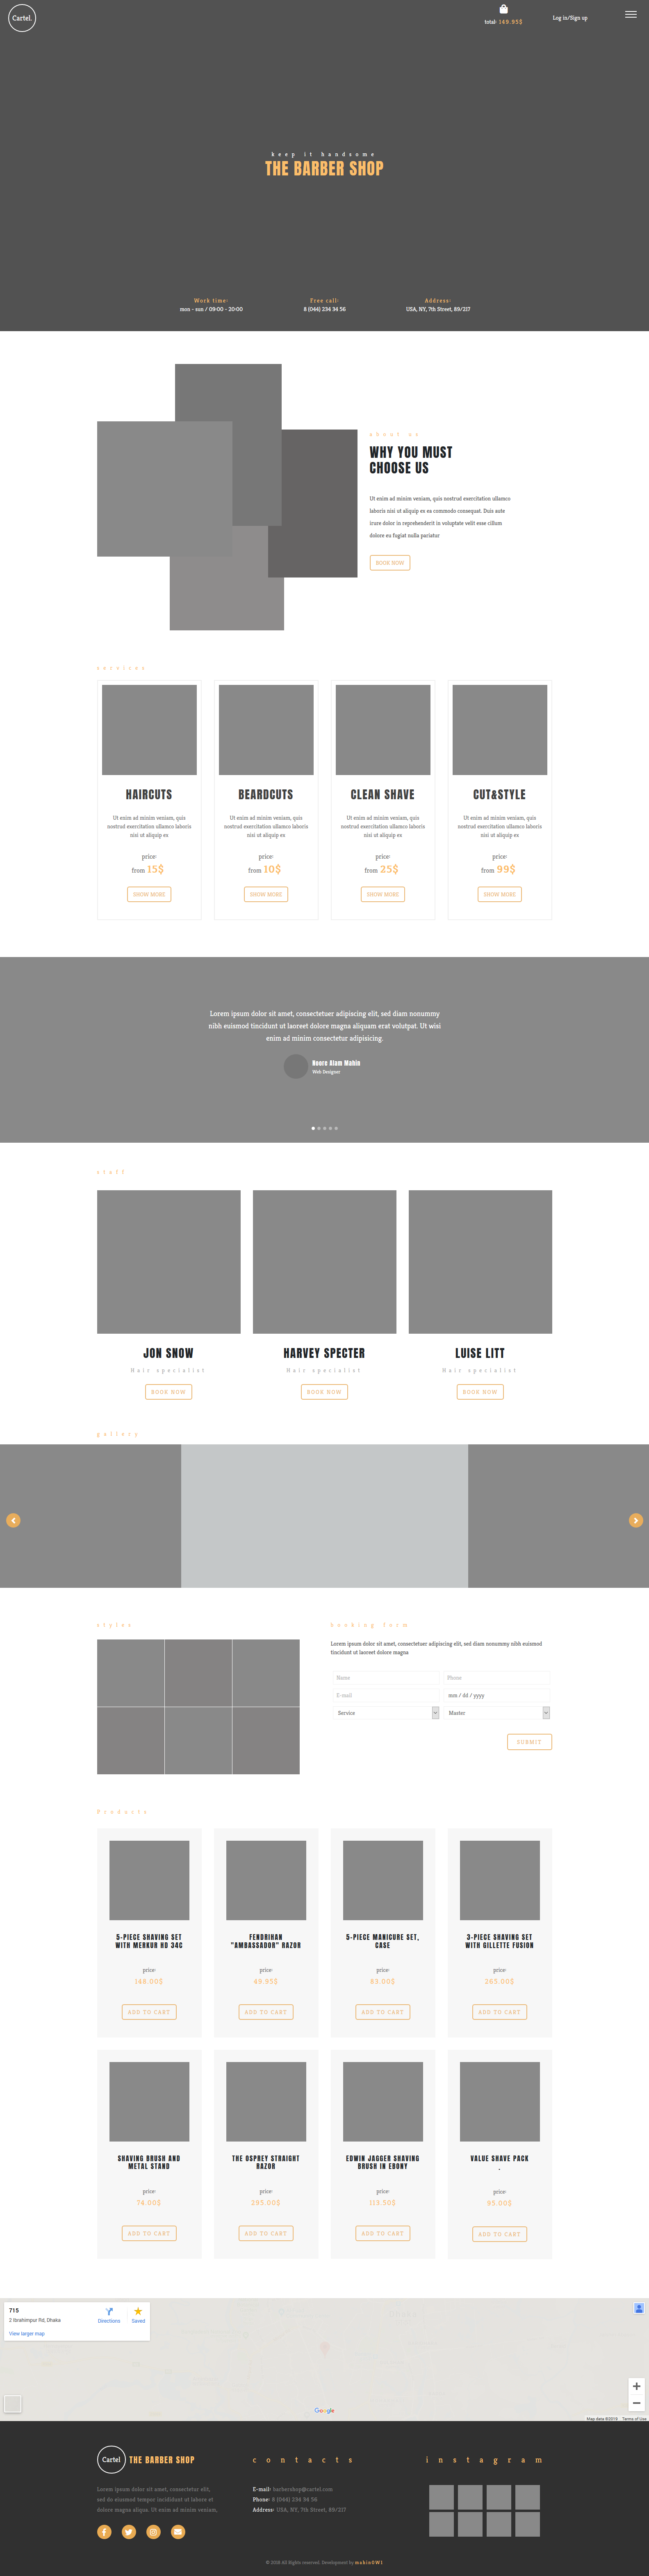 Cartel.
total: 149.95$
Log in/Sign up
keep it handsome
THE BARBER SHOP
Work time:
mon - sun / 09:00 - 20:00
Free call:
8 (044) 234 34 56
Address:
USA, NY, 7th Street, 89/217
about us
WHY YOU MUST
CHOOSE US
Ut enim ad minim veniam, quis nostrud exercitation ullamco
laboris nisi ut aliquip ex ea commodo consequat. Duis aute
irure dolor in reprehenderit in voluptate velit esse cillum
dolore eu fugiat nulla pariatur
BOOK NOW
services
HAIRCUTS
Ut enim ad minim veniam, quis
nostrud exercitation ullamco laboris
nisi ut aliquip ex
price:
from 15$
SHOW MORE
BEARDCUTS
Ut enim ad minim veniam, quis
nostrud exercitation ullamco laboris
nisi ut aliquip ex
price:
from 10$
SHOW MORE
CLEAN SHAVE
Ut enim ad minim veniam, quis
nostrud exercitation ullamco laboris
nisi ut aliquip ex
price:
from 25$
SHOW MORE
CUT&STYLE
Ut enim ad minim veniam, quis
nostrud exercitation ullamco laboris
nisi ut aliquip ex
price:
from 99$
SHOW MORE
Lorem ipsum dolor sit amet, consectetuer adipiscing elit, sed diam nonummy
nibh euismod tincidunt ut laoreet dolore magna aliquam erat volutpat. Ut wisi
enim ad minim consectetur adipisicing.
Noore Alam Mahin
Web Designer
staff
JON SNOW
Hair specialist
BOOK NOW
HARVEY SPECTER
Hair specialist
BOOK NOW
LUISE LITT
Hair specialist
BOOK NOW
gallery
styles
booking form
Lorem ipsum dolor sit amet, consectetuer adipiscing elit, sed diam nonummy nibh euismod
tincidunt ut laoreet dolore magna
Name
Phone
E-mail
mm / dd / yyyy
Service
Master
SUBMIT
Products
5-PIECE SHAVING SET
WITH MERKUR HD 34C
price:
148.00$
ADD TO CART
FENDRIHAN
"AMBASSADOR" RAZOR
price:
49.95$
ADD TO CART
5-PIECE MANICURE SET,
CASE
price:
83.00$
ADD TO CART
3-PIECE SHAVING SET
WITH GILLETTE FUSION
price:
265.00$
ADD TO CART
SHAVING BRUSH AND
METAL STAND
price:
74.00$
ADD TO CART
THE OSPREY STRAIGHT
RAZOR
price:
295.00$
ADD TO CART
EDWIN JAGGER SHAVING
BRUSH IN EBONY
price:
113.50$
ADD TO CART
VALUE SHAVE PACK
.
price:
95.00$
ADD TO CART
715
2 Ibrahimpur Rd, Dhaka
Directions
Saved
View larger map
Google
Map data ©2019 Terms of Use
Cartel
THE BARBER SHOP
Lorem ipsum dolor sit amet, consectetur elit,
sed do eiusmod tempor incididunt ut labore et
dolore magna aliqua. Ut enim ad minim veniam,
contacts
E-mail: barbershop@cartel.com
Phone: 8 (044) 234 34 56
Address: USA, NY, 7th Street, 89/217
instagram
© 2018 All Rights reserved. Development by